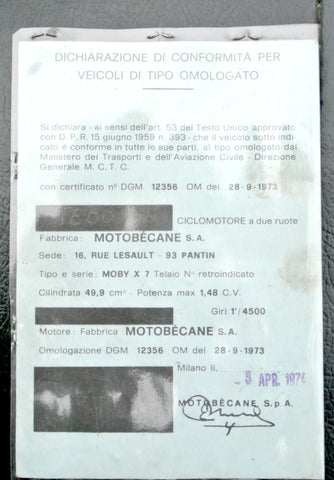 DICHIARAZIONE DI CONFORMITÀ PER
VEICOLI DI TIPO OMOLOGATO
Si dichiara - ai sensi dell'art. 53 del Testo Unico approvato
con D. P. R. 15 giugno 1959 n. 393 - che il veicolo sotto indi
cato è conforme in tutte le sue parti, al tipo omologato dal
Ministero dei Trasporti e dell'Aviazione Civile - Direzione
Generale M. C. T. C.
con certificato n° DGM 12356 OM del 28-9-1973
CICLOMOTORE a due ruote
Fabbrica: MOTOBÉCANE S.A.
Sede: 16, RUE LESAULT - 93 PANTIN
Tipo e serie: MOBY X 7 Telaio N° retroindicato
Cilindrata 49,9 cm³ - Potenza max 1,48 C.V.
Giri 1'/4500
Motore: Fabbrica MOTOBÉCANE S.A.
Omologazione DGM 12356 OM del 28-9-1973
Milano lì, APR. 1974
MOTOBÉCANE S.p.A.